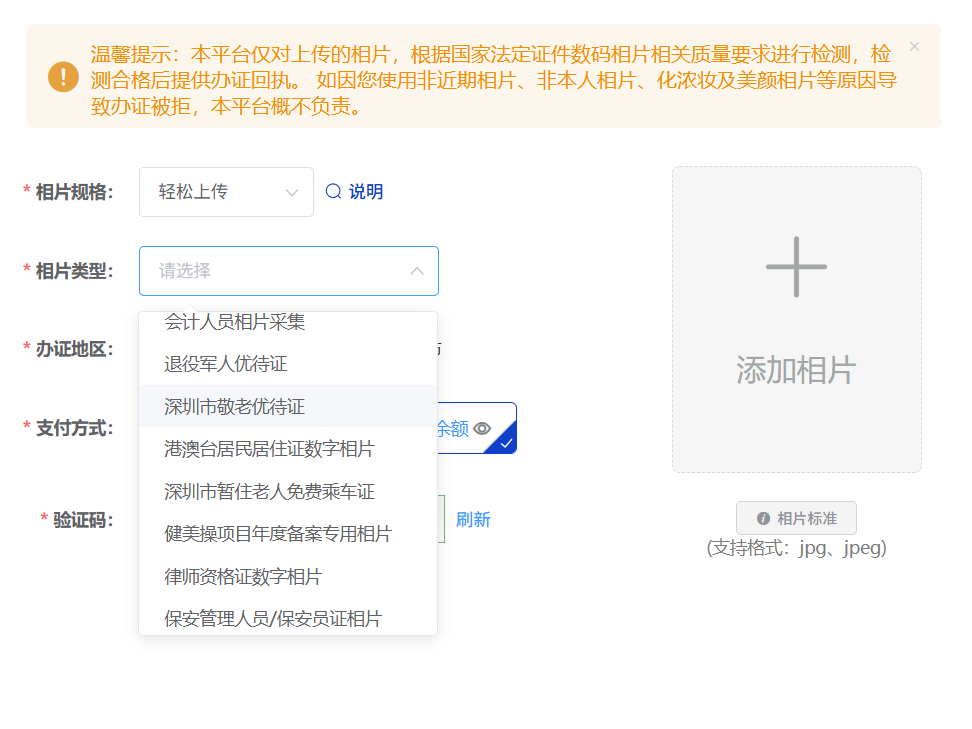 温馨提示：本平台仅对上传的相片，根据国家法定证件数码相片相关质量要求进行检测，检
测合格后提供办证回执。 如因您使用非近期相片、非本人相片、化浓妆及美颜相片等原因导
致办证被拒，本平台概不负责。
* 相片规格： 轻松上传 说明
* 相片类型： 请选择
会计人员相片采集
* 办证地区：
退役军人优待证
深圳市敬老优待证
* 支付方式： 余额
港澳台居民居住证数字相片
深圳市暂住老人免费乘车证
* 验证码： 刷新
健美操项目年度备案专用相片
律师资格证数字相片
保安管理人员/保安员证相片
添加相片
相片标准
(支持格式：jpg、jpeg)